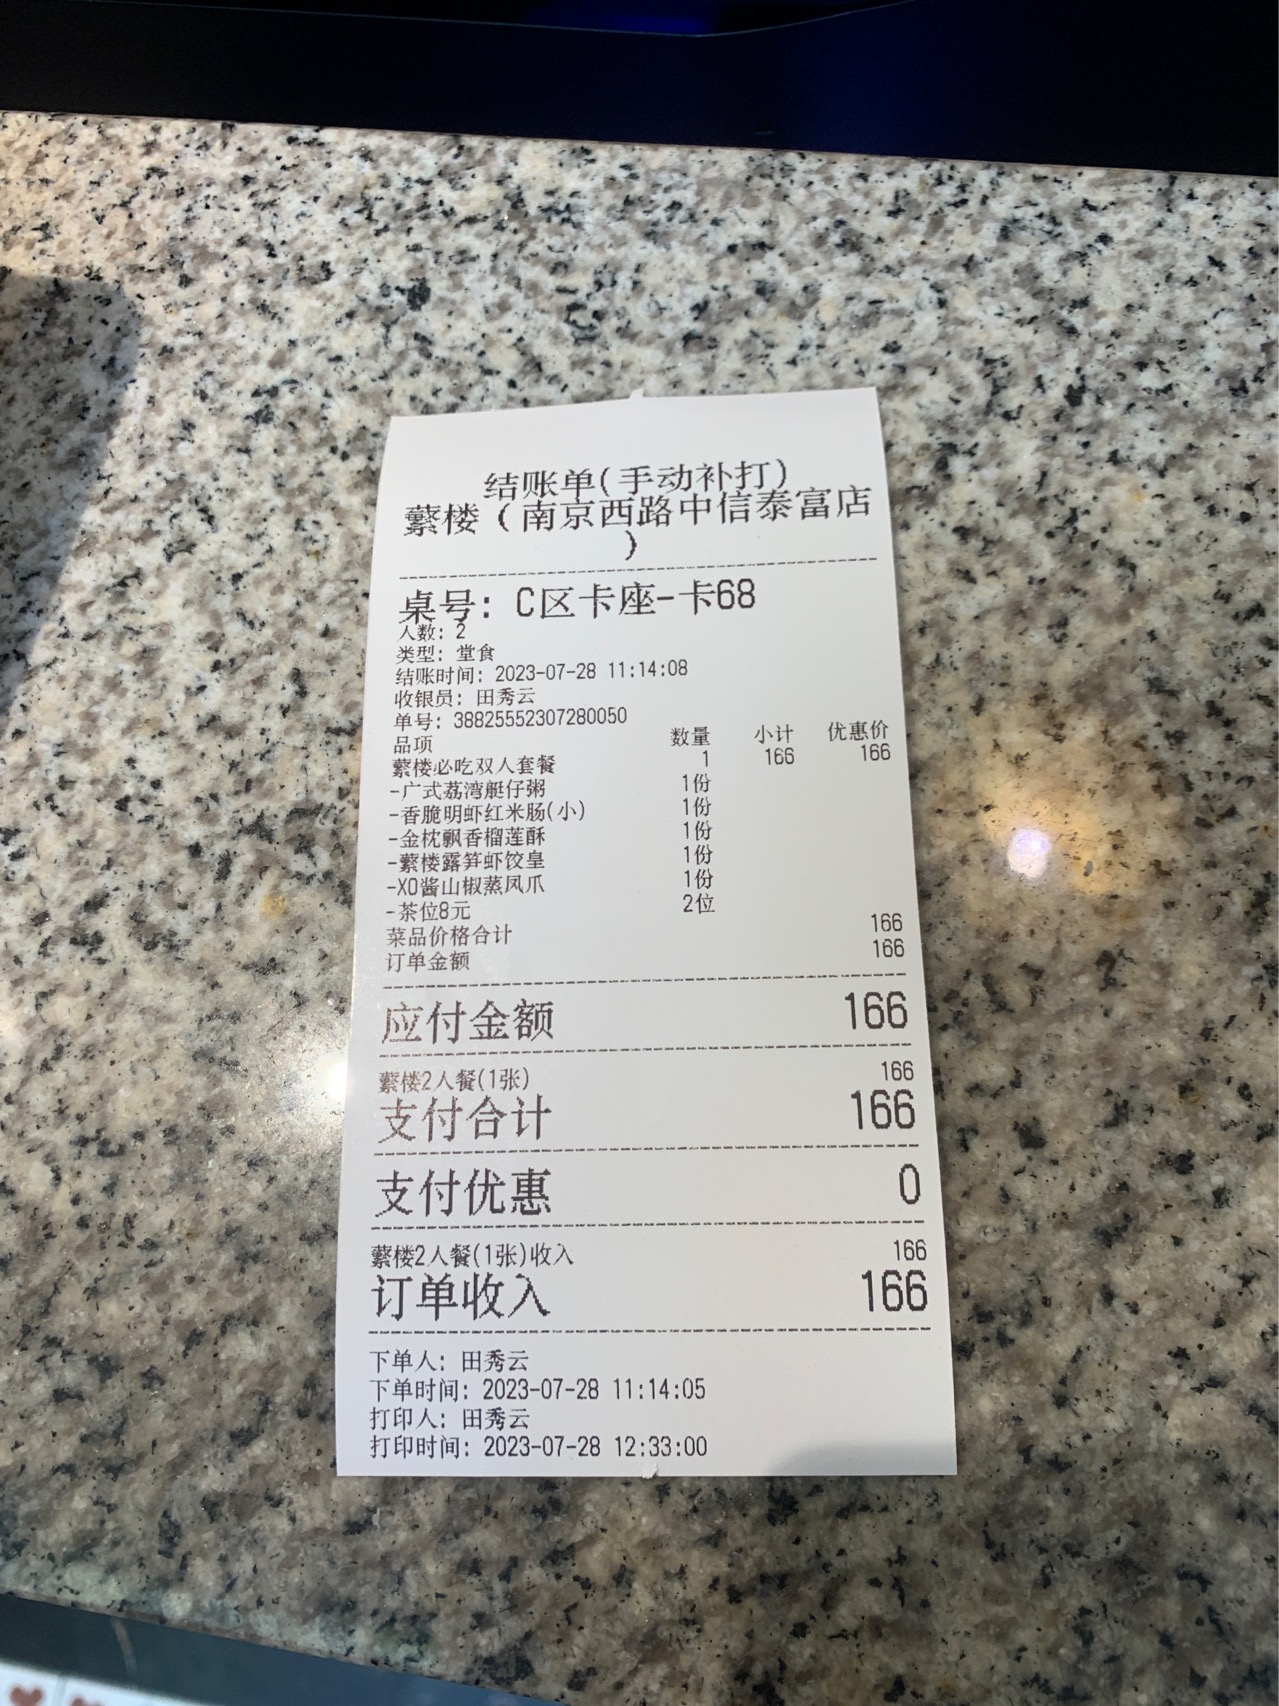 结账单(手动补打)
蘩楼(南京西路中信泰富店
)
桌号: C区卡座-卡68
人数: 2
类型: 堂食
结账时间: 2023-07-28 11:14:08
收银员: 田秀云
单号: 38825552307280050
品项 数量 小计 优惠价
蘩楼必吃双人套餐 1 166 166
-广式荔湾艇仔粥 1份
-香脆明虾红米肠(小) 1份
-金枕飘香榴莲酥 1份
-蘩楼露笋虾饺皇 1份
-XO酱山椒蒸凤爪 1份
-茶位8元 2位
菜品价格合计 166
订单金额 166
应付金额 166
蘩楼2人餐(1张) 166
支付合计 166
支付优惠 0
蘩楼2人餐(1张)收入 166
订单收入 166
下单人: 田秀云
下单时间: 2023-07-28 11:14:05
打印人: 田秀云
打印时间: 2023-07-28 12:33:00